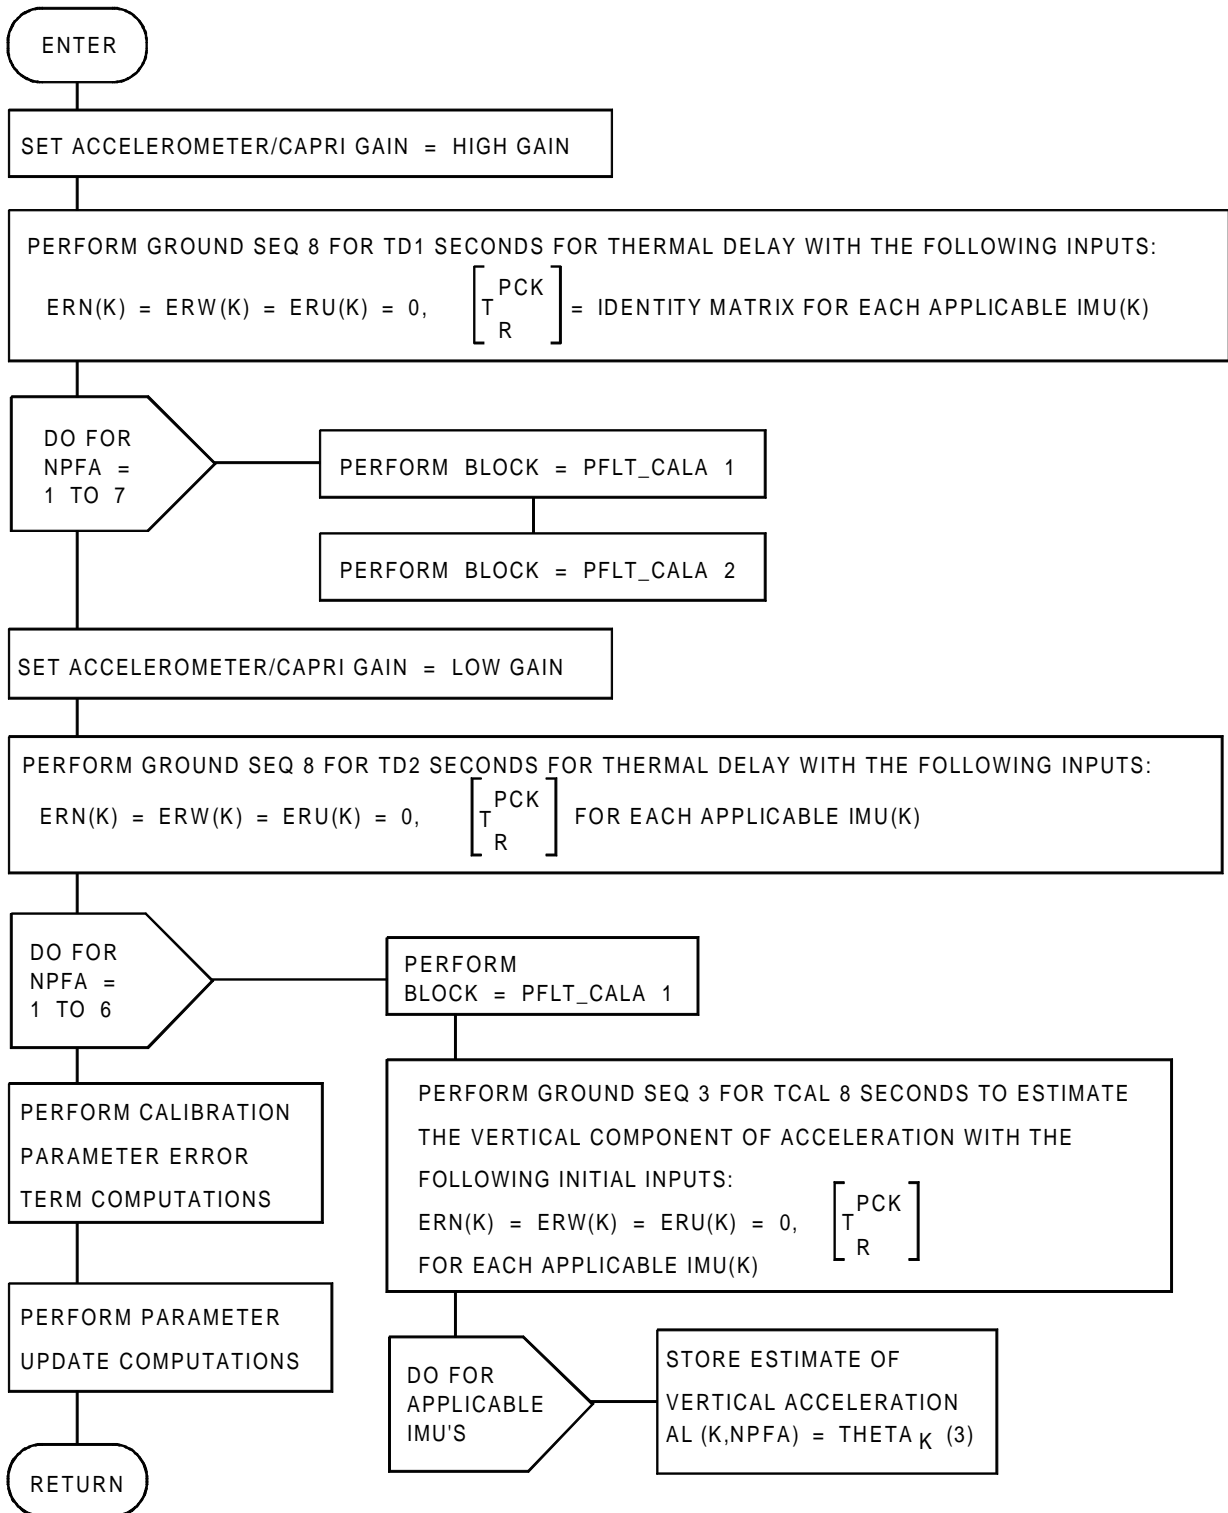 ENTER
SET ACCELEROMETER/CAPRI GAIN = HIGH GAIN
PERFORM GROUND SEQ 8 FOR TD1 SECONDS FOR THERMAL DELAY WITH THE FOLLOWING INPUTS:
PCK
ERN(K) = ERW(K) = ERU(K) = 0, T = IDENTITY MATRIX FOR EACH APPLICABLE IMU(K)
R
DO FOR
NPFA =
1 TO 7
PERFORM BLOCK = PFLT_CALA 1
PERFORM BLOCK = PFLT_CALA 2
SET ACCELEROMETER/CAPRI GAIN = LOW GAIN
PERFORM GROUND SEQ 8 FOR TD2 SECONDS FOR THERMAL DELAY WITH THE FOLLOWING INPUTS:
PCK
ERN(K) = ERW(K) = ERU(K) = 0, T FOR EACH APPLICABLE IMU(K)
R
DO FOR
NPFA =
1 TO 6
PERFORM
BLOCK = PFLT_CALA 1
PERFORM GROUND SEQ 3 FOR TCAL 8 SECONDS TO ESTIMATE
THE VERTICAL COMPONENT OF ACCELERATION WITH THE
FOLLOWING INITIAL INPUTS:
PCK
ERN(K) = ERW(K) = ERU(K) = 0, T
R
FOR EACH APPLICABLE IMU(K)
DO FOR
APPLICABLE
IMU'S
STORE ESTIMATE OF
VERTICAL ACCELERATION
AL (K,NPFA) = THETA K (3)
PERFORM CALIBRATION
PARAMETER ERROR
TERM COMPUTATIONS
PERFORM PARAMETER
UPDATE COMPUTATIONS
RETURN